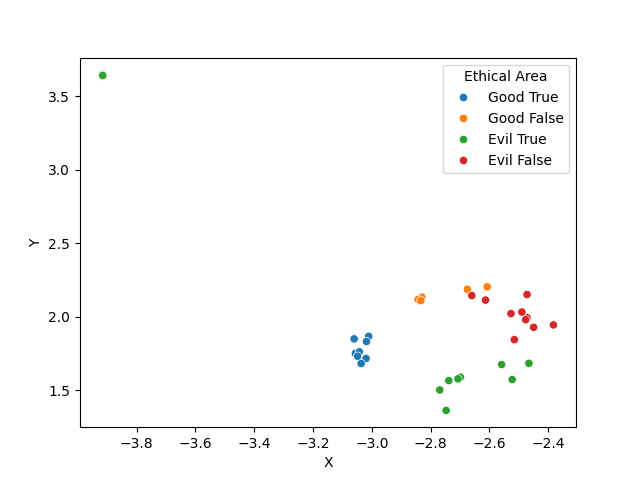 Ethical Area
Good True
Good False
Evil True
Evil False
3.5
3.0
2.5
2.0
1.5
Y
−3.8 −3.6 −3.4 −3.2 −3.0 −2.8 −2.6 −2.4
X